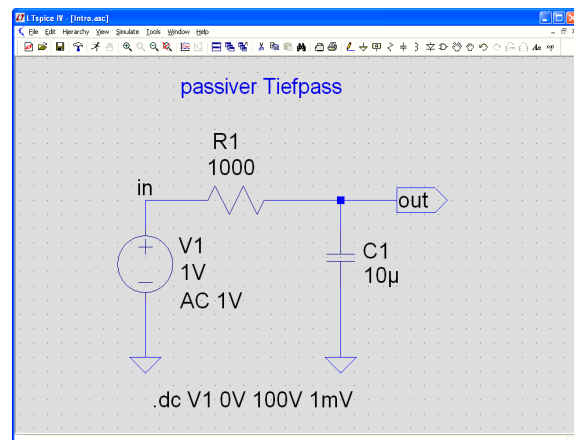 LTspice IV - [Intro.asc]
File Edit Hierarchy View Simulate Tools Window Help
passiver Tiefpass
R1
1000
in
out
V1
1V
AC 1V
C1
10µ
.dc V1 0V 100V 1mV